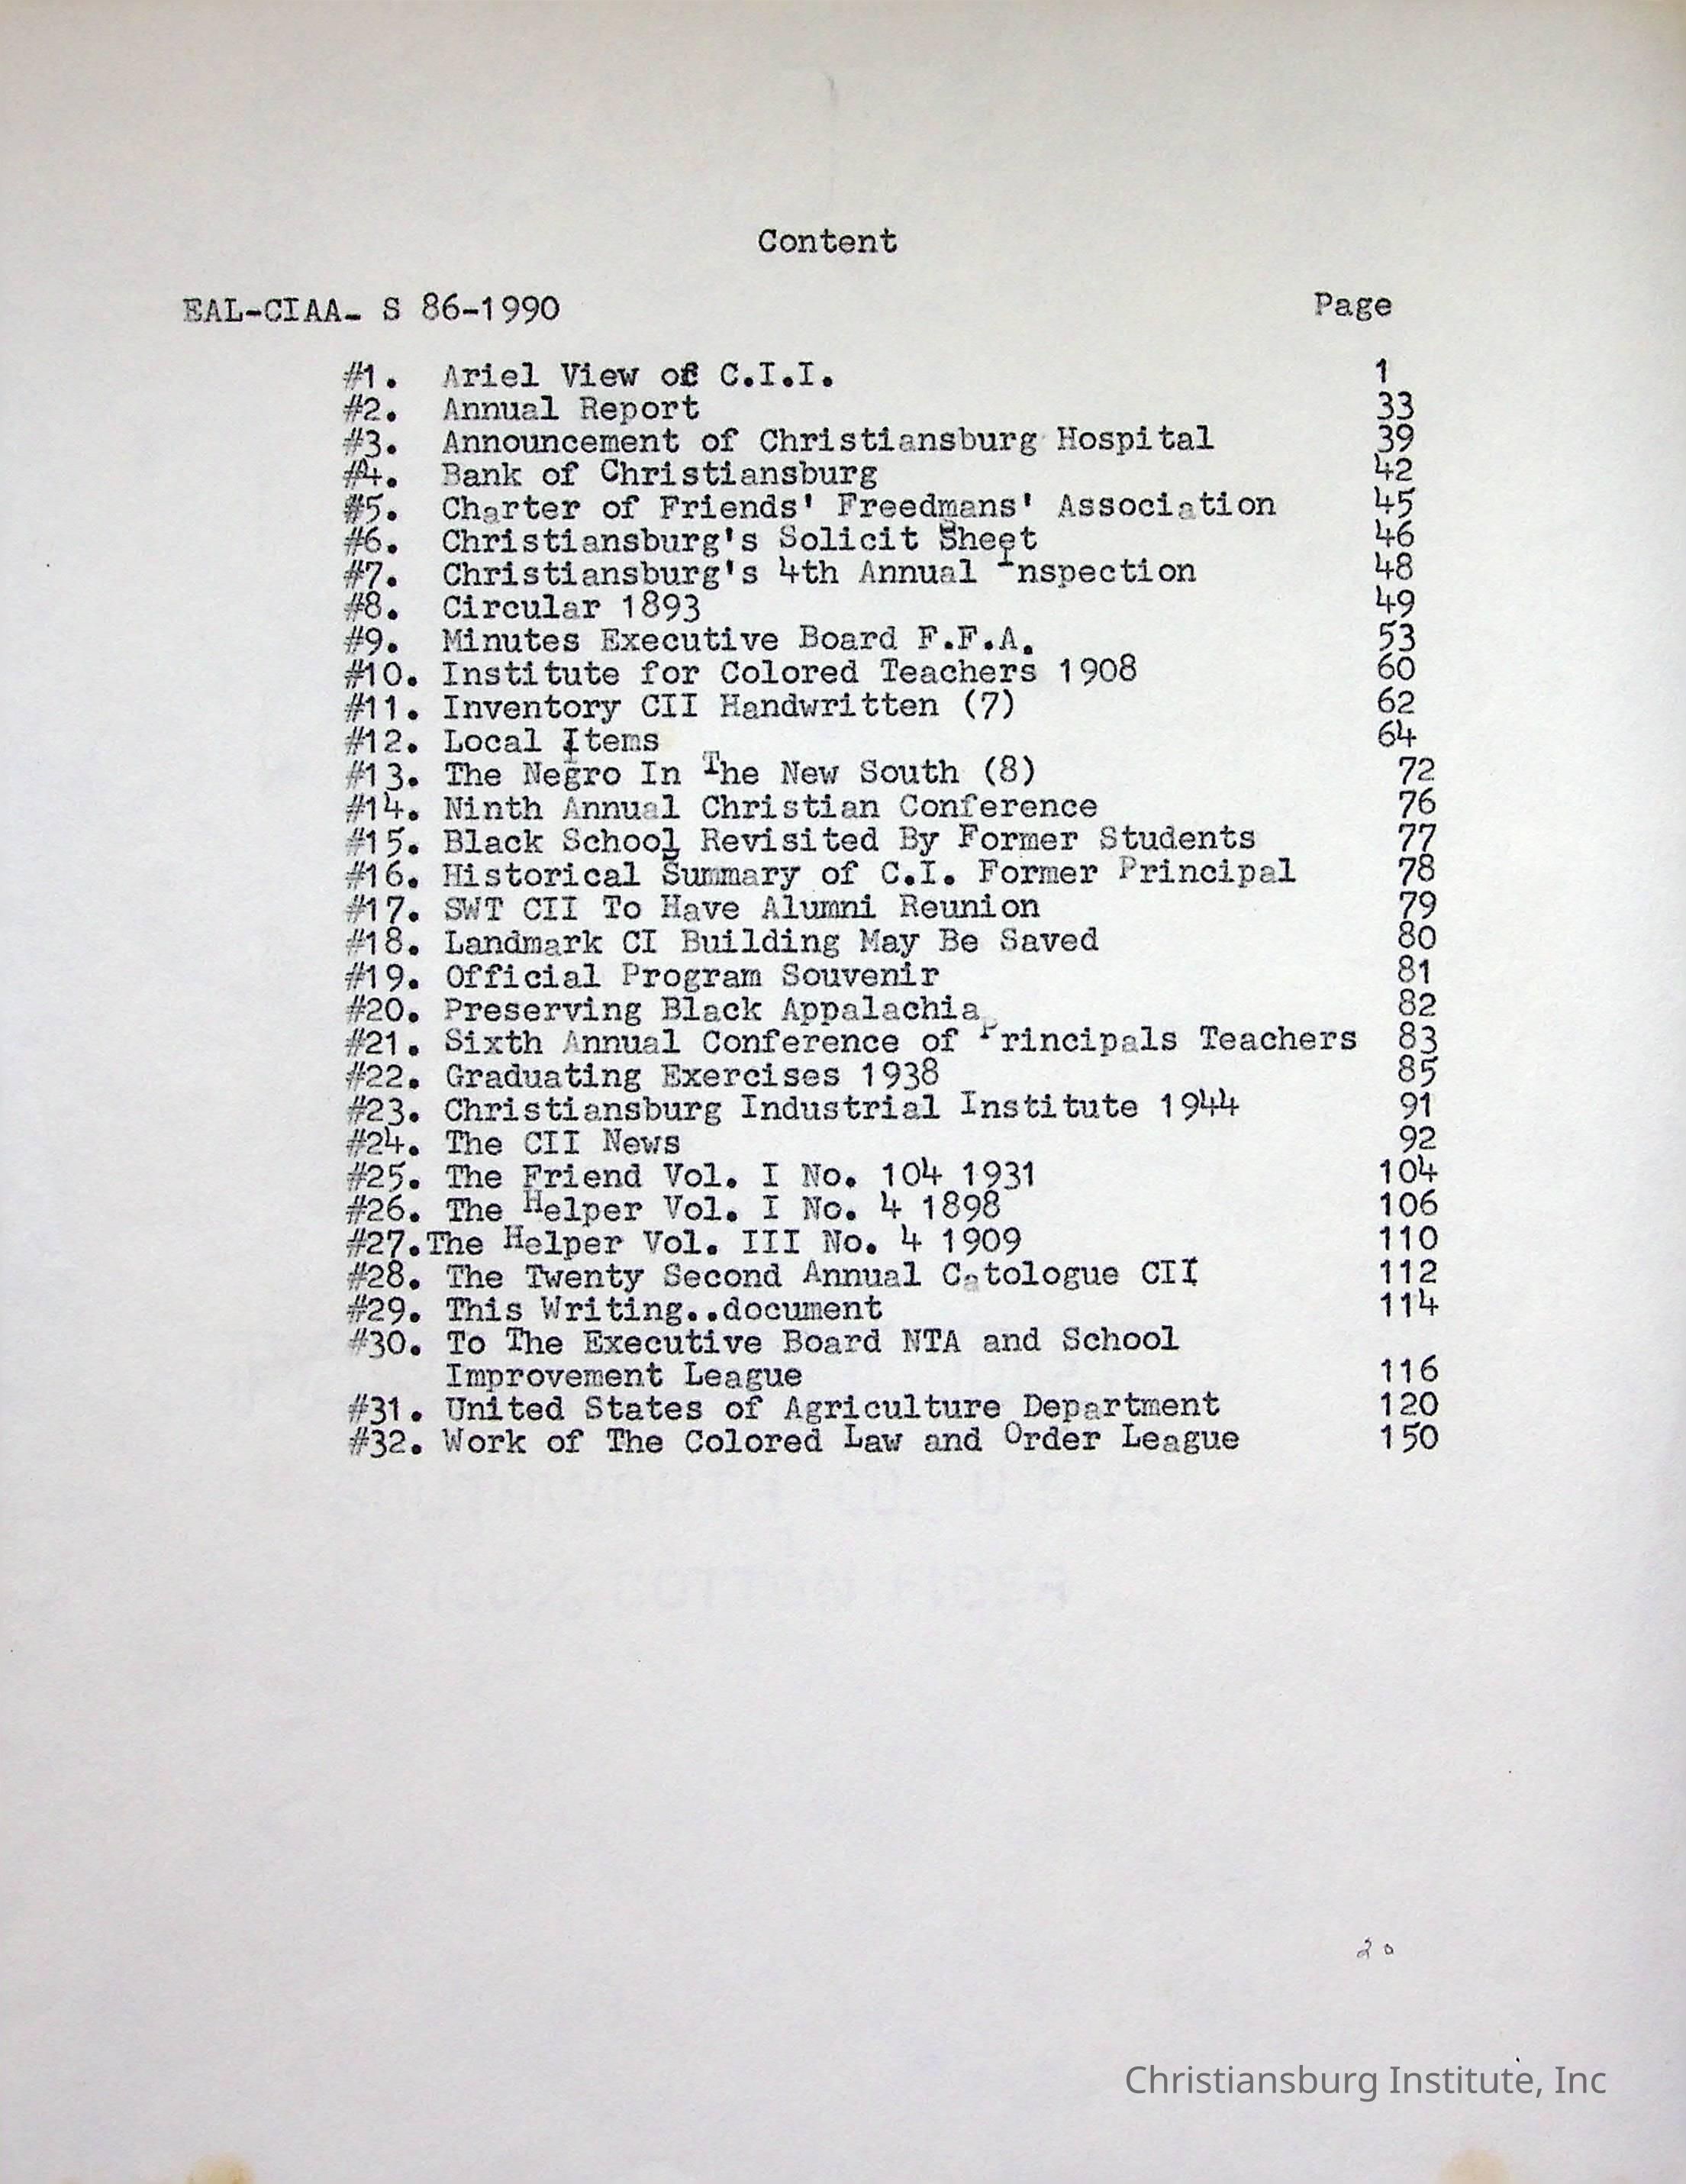 Content
EAL-CIAA- S 86-1990 Page
#1. Ariel View of C.I.I. 1
#2. Annual Report 33
#3. Announcement of Christiansburg Hospital 39
#4. Bank of Christiansburg 42
#5. Charter of Friends' Freedmans' Association 45
#6. Christiansburg's Solicit Sheet 46
#7. Christiansburg's 4th Annual Inspection 48
#8. Circular 1893 49
#9. Minutes Executive Board F.F.A. 53
#10. Institute for Colored Teachers 1908 60
#11. Inventory CII Handwritten (7) 62
#12. Local Items 64
#13. The Negro In The New South (8) 72
#14. Ninth Annual Christian Conference 76
#15. Black School Revisited By Former Students 77
#16. Historical Summary of C.I. Former Principal 78
#17. SWT CII To Have Alumni Reunion 79
#18. Landmark CI Building May Be Saved 80
#19. Official Program Souvenir 81
#20. Preserving Black Appalachia 82
#21. Sixth Annual Conference of Principals Teachers 83
#22. Graduating Exercises 1938 85
#23. Christiansburg Industrial Institute 1944 91
#24. The CII News 92
#25. The Friend Vol. I No. 104 1931 104
#26. The Helper Vol. I No. 4 1898 106
#27.The Helper Vol. III No. 4 1909 110
#28. The Twenty Second Annual Catologue CII 112
#29. This Writing..document 114
#30. To The Executive Board NTA and School
Improvement League 116
#31. United States of Agriculture Department 120
#32. Work of The Colored Law and Order League 150
20
Christiansburg Institute, Inc